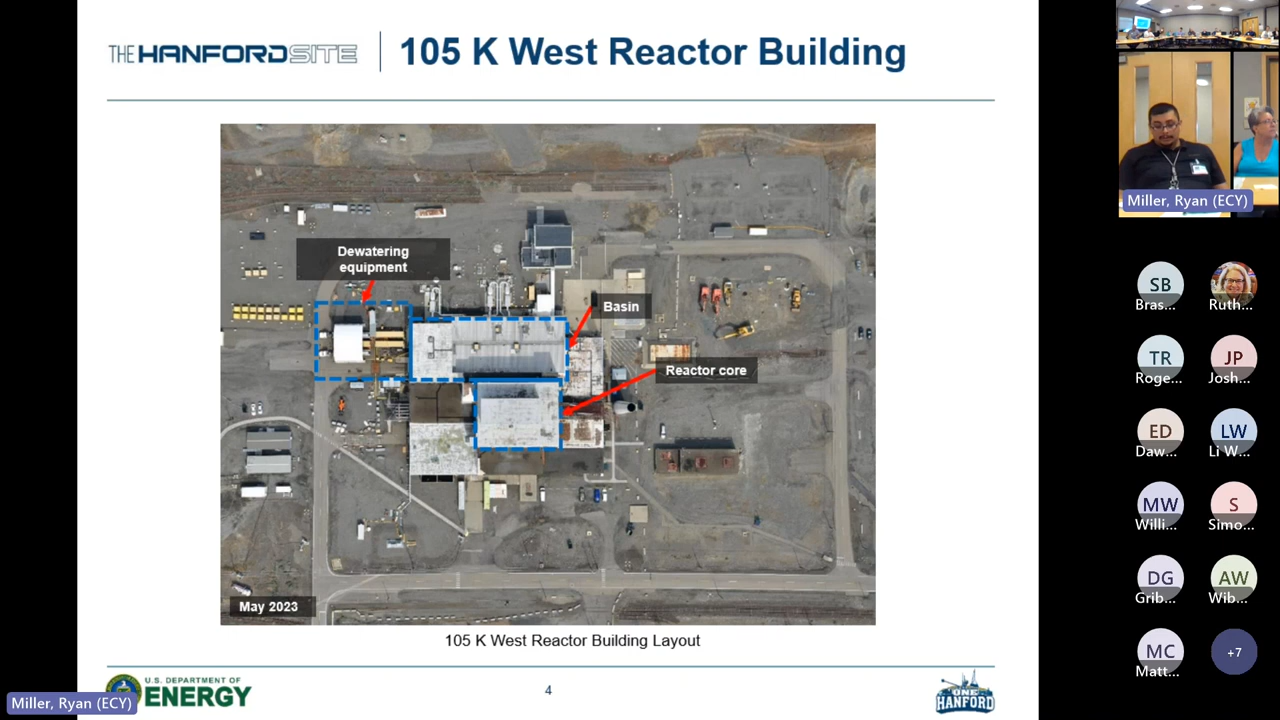 THE HANFORDSITE
105 K West Reactor Building
Dewatering
equipment
Basin
Reactor core
May 2023
105 K West Reactor Building Layout
U.S. DEPARTMENT OF
ENERGY
4
ONE
HANFORD
Miller, Ryan (ECY)
Miller, Ryan (ECY)
SB
Bras...
Ruth...
TR
Roge...
JP
Josh...
ED
Daw...
LW
Li W...
MW
Willi...
S
Simo...
DG
Grib...
AW
Wib...
MC
Matt...
+7